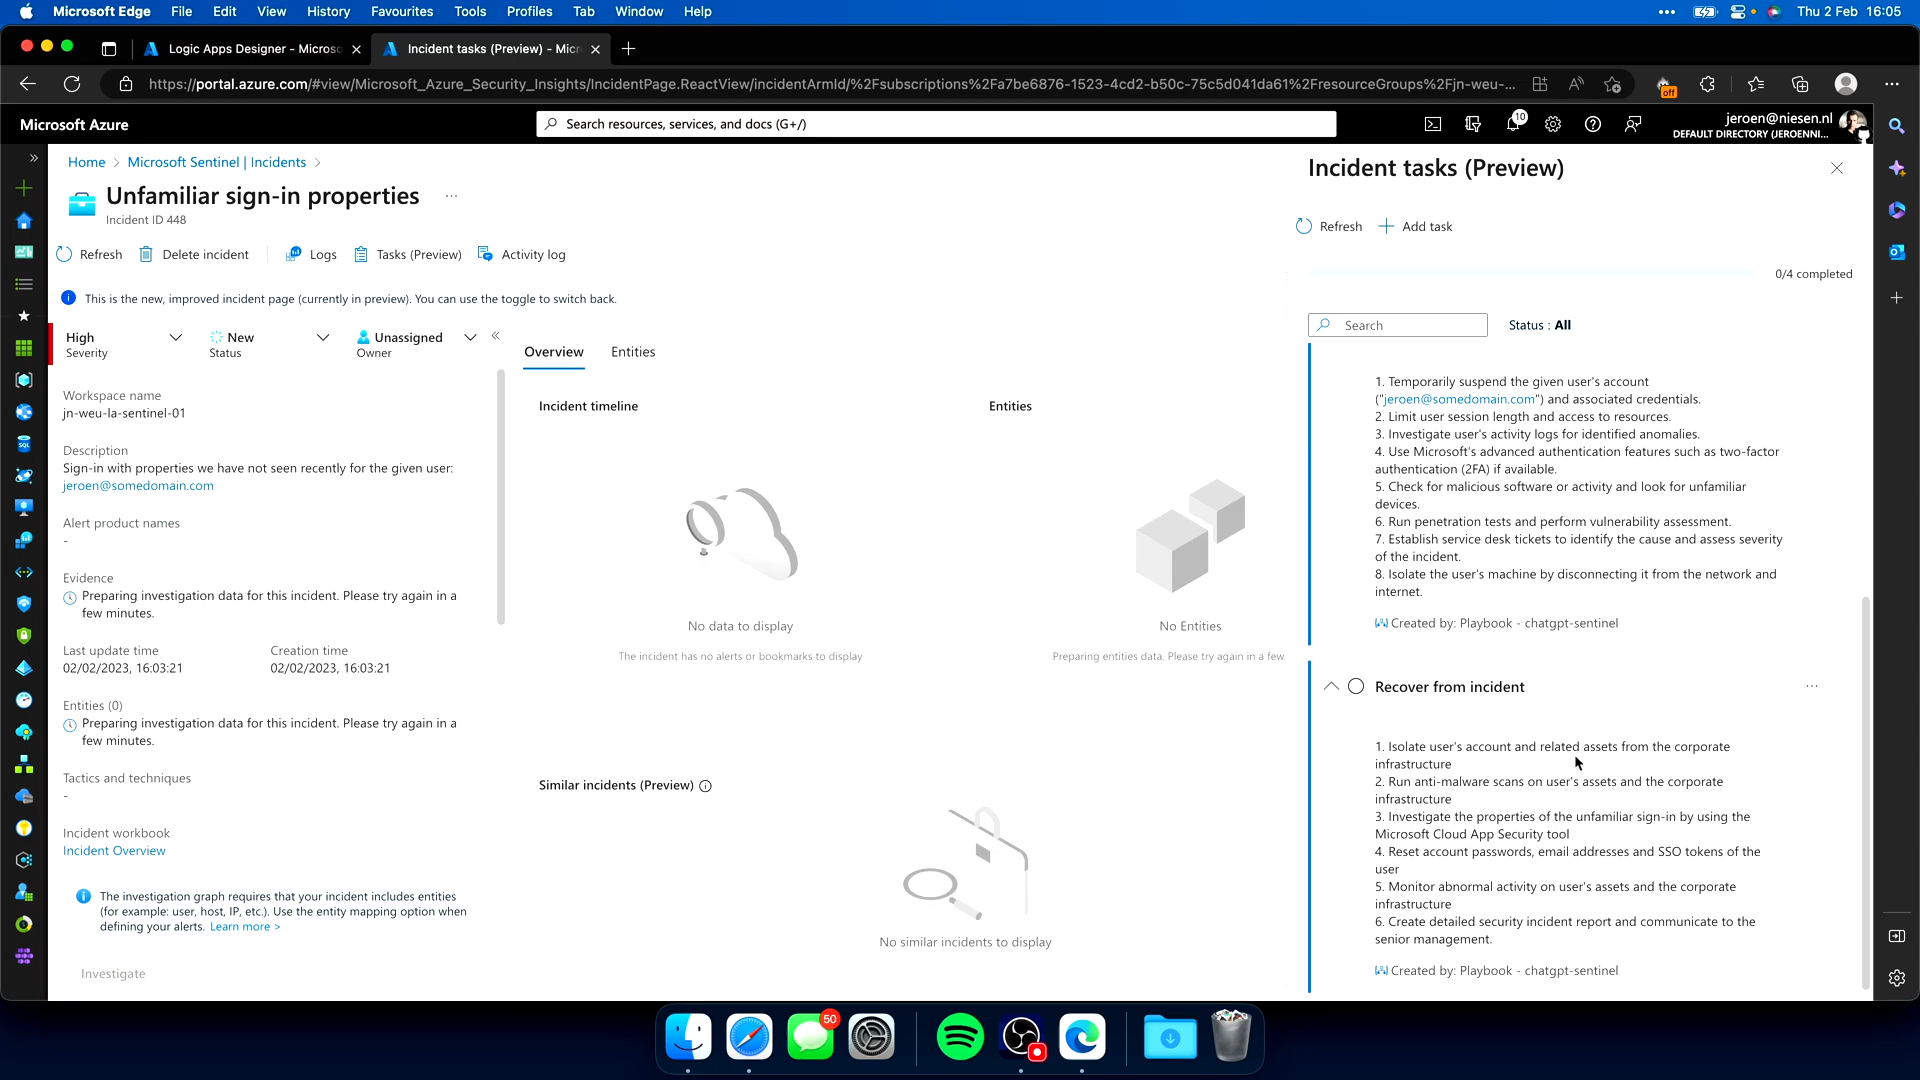 Microsoft Edge File Edit View History Favourites Tools Profiles Tab Window Help Thu 2 Feb 16:05
Logic Apps Designer - Microso
Incident tasks (Preview) - Micr
https://portal.azure.com/#view/Microsoft_Azure_Security_Insights/IncidentPage.ReactView/incidentArmId/%2Fsubscriptions%2Fa7be6876-1523-4cd2-b50c-75c5d041da61%2FresourceGroups%2Fjn-weu-...
off
Microsoft Azure
Search resources, services, and docs (G+/)
10
jeroen@niesen.nl
DEFAULT DIRECTORY (JEROENNI...
Home > Microsoft Sentinel | Incidents >
Unfamiliar sign-in properties ...
Incident ID 448
Refresh Delete incident Logs Tasks (Preview) Activity log
This is the new, improved incident page (currently in preview). You can use the toggle to switch back.
High
Severity
New
Status
Unassigned
Owner
Workspace name
jn-weu-la-sentinel-01
Description
Sign-in with properties we have not seen recently for the given user:
jeroen@somedomain.com
Alert product names
-
Evidence
Preparing investigation data for this incident. Please try again in a
few minutes.
Last update time
02/02/2023, 16:03:21
Creation time
02/02/2023, 16:03:21
Entities (0)
Preparing investigation data for this incident. Please try again in a
few minutes.
Tactics and techniques
-
Incident workbook
Incident Overview
The investigation graph requires that your incident includes entities
(for example: user, host, IP, etc.). Use the entity mapping option when
defining your alerts. Learn more >
Investigate
Overview Entities
Incident timeline
No data to display
The incident has no alerts or bookmarks to display
Entities
No Entities
Preparing entities data. Please try again in a few
Similar incidents (Preview)
No similar incidents to display
Incident tasks (Preview)
Refresh Add task
0/4 completed
Search
Status : All
1. Temporarily suspend the given user's account
("jeroen@somedomain.com") and associated credentials.
2. Limit user session length and access to resources.
3. Investigate user's activity logs for identified anomalies.
4. Use Microsoft's advanced authentication features such as two-factor
authentication (2FA) if available.
5. Check for malicious software or activity and look for unfamiliar
devices.
6. Run penetration tests and perform vulnerability assessment.
7. Establish service desk tickets to identify the cause and assess severity
of the incident.
8. Isolate the user's machine by disconnecting it from the network and
internet.
Created by: Playbook - chatgpt-sentinel
Recover from incident ...
1. Isolate user's account and related assets from the corporate
infrastructure
2. Run anti-malware scans on user's assets and the corporate
infrastructure
3. Investigate the properties of the unfamiliar sign-in by using the
Microsoft Cloud App Security tool
4. Reset account passwords, email addresses and SSO tokens of the
user
5. Monitor abnormal activity on user's assets and the corporate
infrastructure
6. Create detailed security incident report and communicate to the
senior management.
Created by: Playbook - chatgpt-sentinel
SQL
50